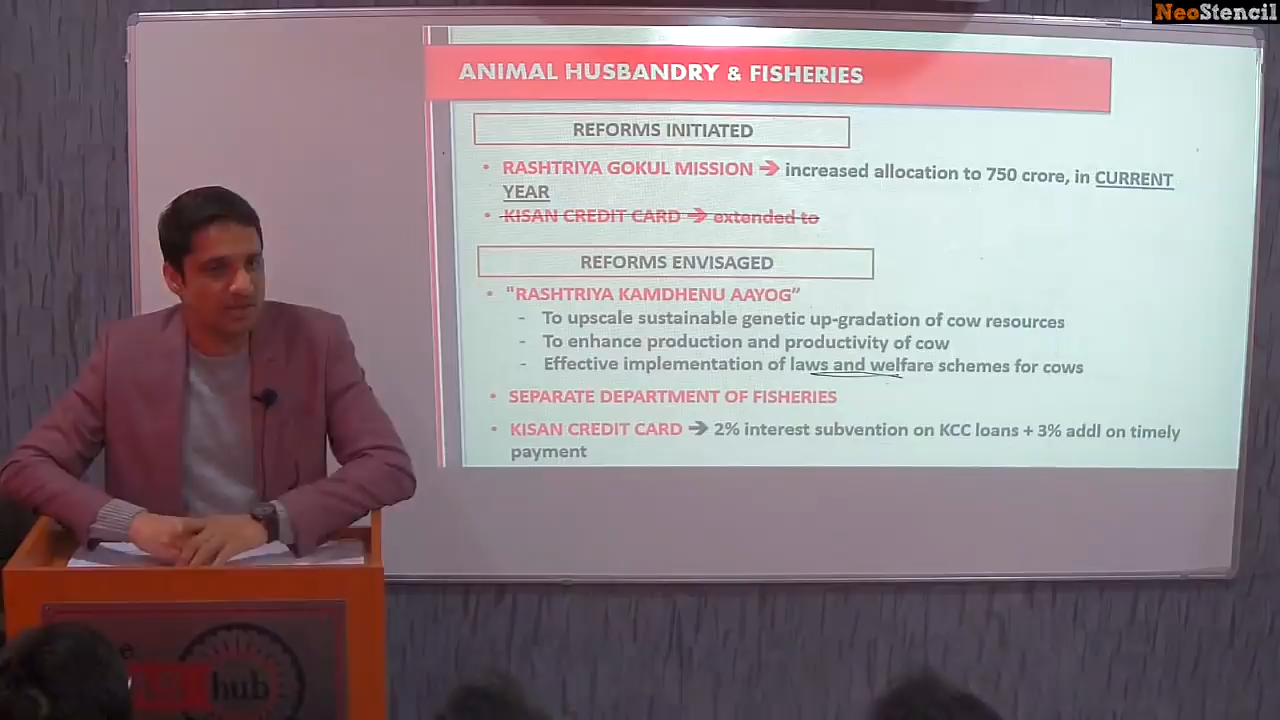 NeoStencil
ANIMAL HUSBANDRY & FISHERIES
REFORMS INITIATED
• RASHTRIYA GOKUL MISSION ➔ increased allocation to 750 crore, in CURRENT
YEAR
• KISAN CREDIT CARD ➔ extended to
REFORMS ENVISAGED
• "RASHTRIYA KAMDHENU AAYOG”
- To upscale sustainable genetic up-gradation of cow resources
- To enhance production and productivity of cow
- Effective implementation of laws and welfare schemes for cows
• SEPARATE DEPARTMENT OF FISHERIES
• KISAN CREDIT CARD ➔ 2% interest subvention on KCC loans + 3% addl on timely
payment
hub